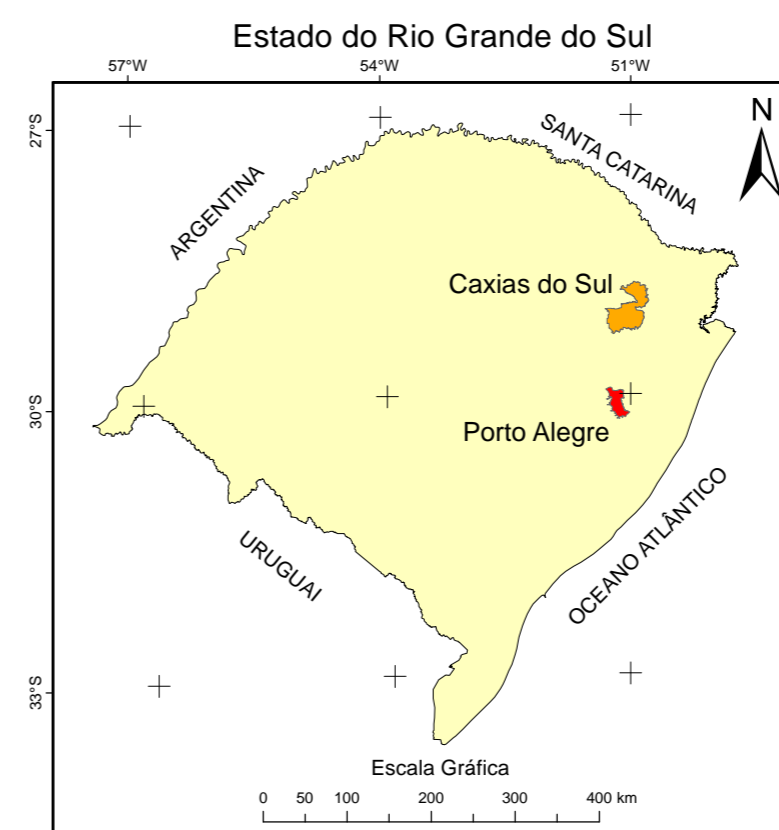 Estado do Rio Grande do Sul
57°W 54°W 51°W
N
27°S
SANTA CATARINA
ARGENTINA
Caxias do Sul
30°S
Porto Alegre
OCEANO ATLÂNTICO
URUGUAI
33°S
Escala Gráfica
0 50 100 200 300 400 km